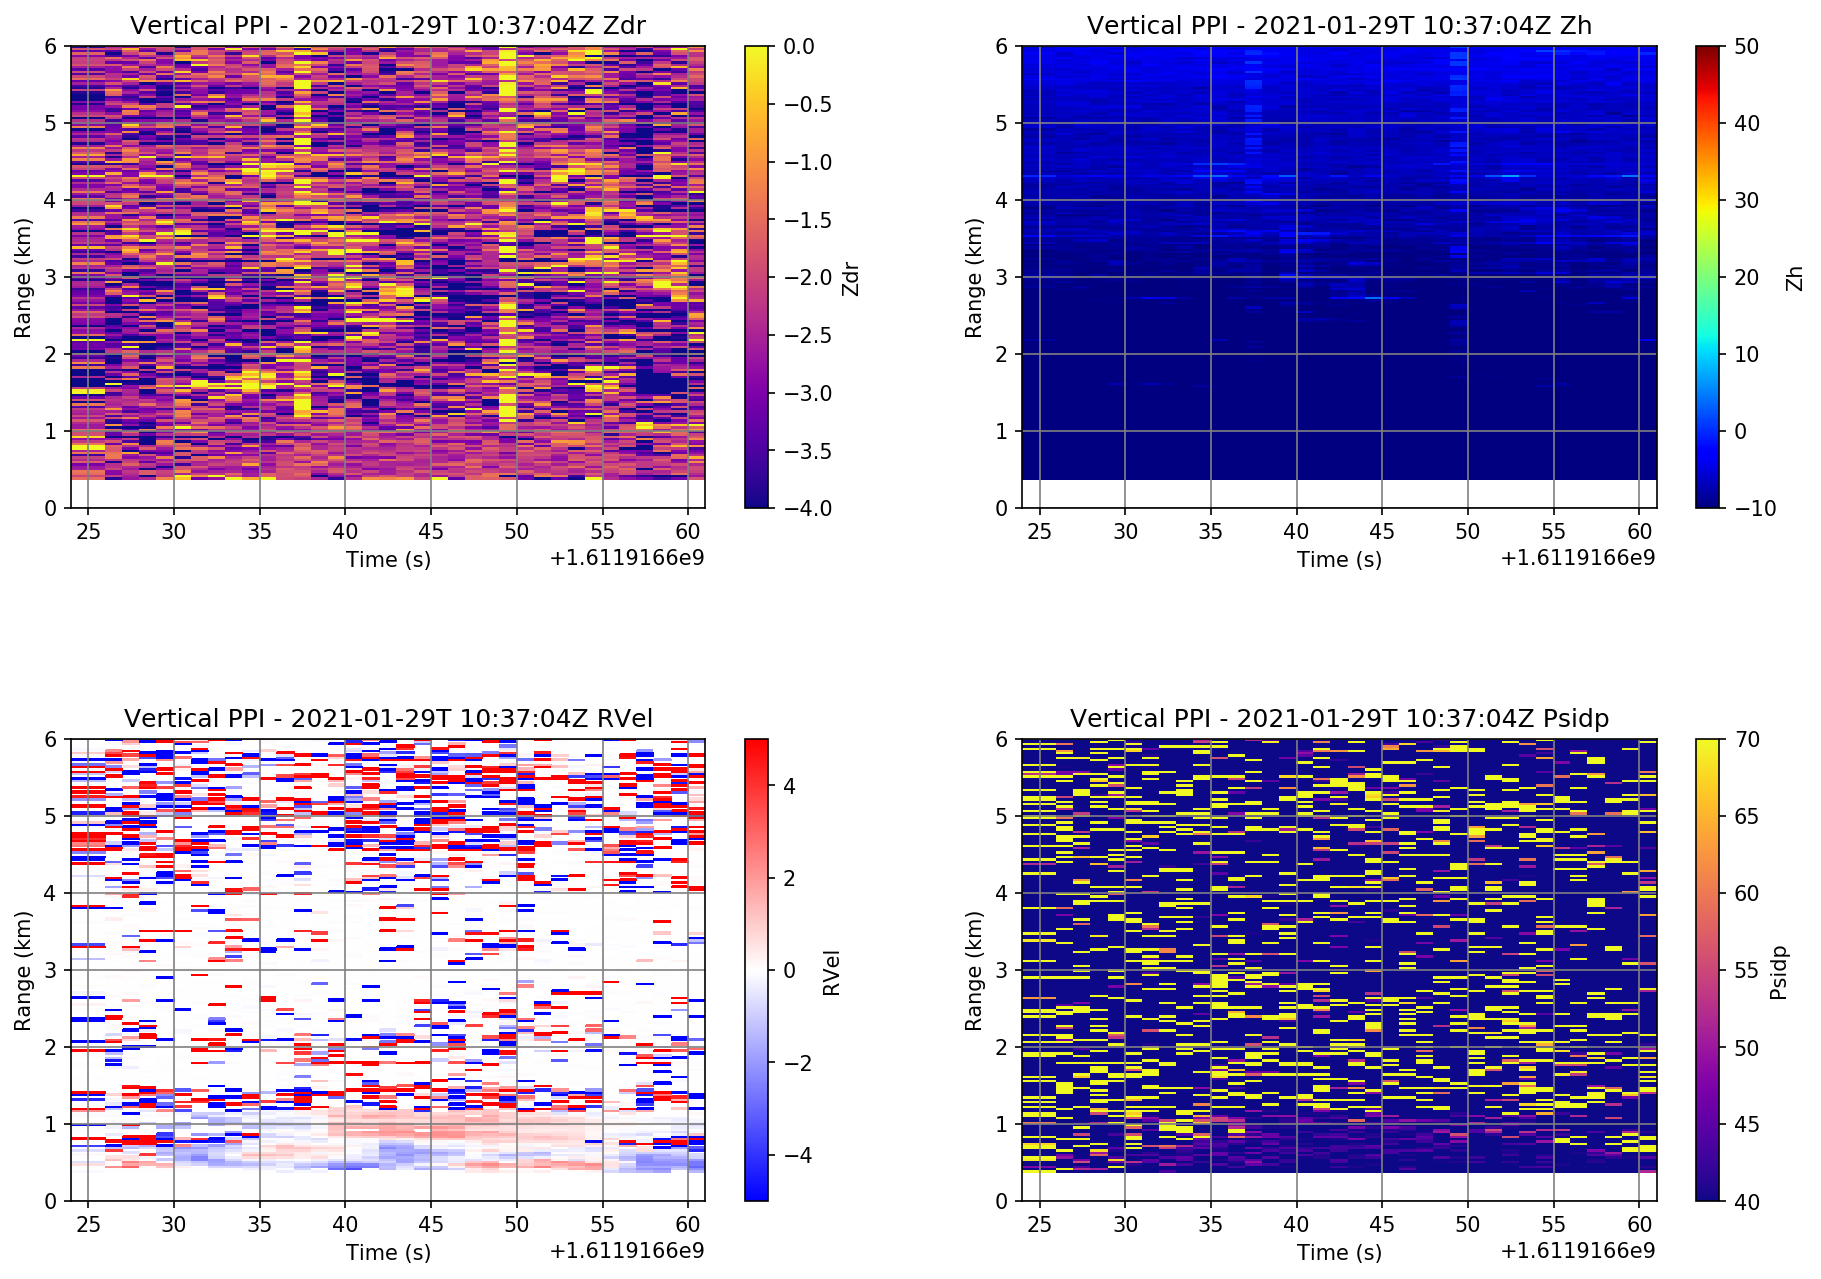 Vertical PPI - 2021-01-29T 10:37:04Z Zdr
6
5
4
3
2
1
0
Range (km)
25 30 35 40 45 50 55 60
Time (s)
+1.6119166e9
0.0
−0.5
−1.0
−1.5
−2.0
−2.5
−3.0
−3.5
−4.0
Zdr
Vertical PPI - 2021-01-29T 10:37:04Z Zh
6
5
4
3
2
1
0
Range (km)
25 30 35 40 45 50 55 60
Time (s)
+1.6119166e9
50
40
30
20
10
0
−10
Zh
Vertical PPI - 2021-01-29T 10:37:04Z RVel
6
5
4
3
2
1
0
Range (km)
25 30 35 40 45 50 55 60
Time (s)
+1.6119166e9
4
2
0
−2
−4
RVel
Vertical PPI - 2021-01-29T 10:37:04Z Psidp
6
5
4
3
2
1
0
Range (km)
25 30 35 40 45 50 55 60
Time (s)
+1.6119166e9
70
65
60
55
50
45
40
Psidp